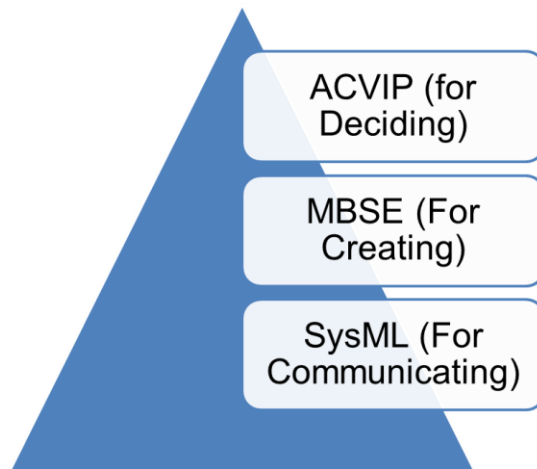 ACVIP (for
Deciding)
MBSE (For
Creating)
SysML (For
Communicating)